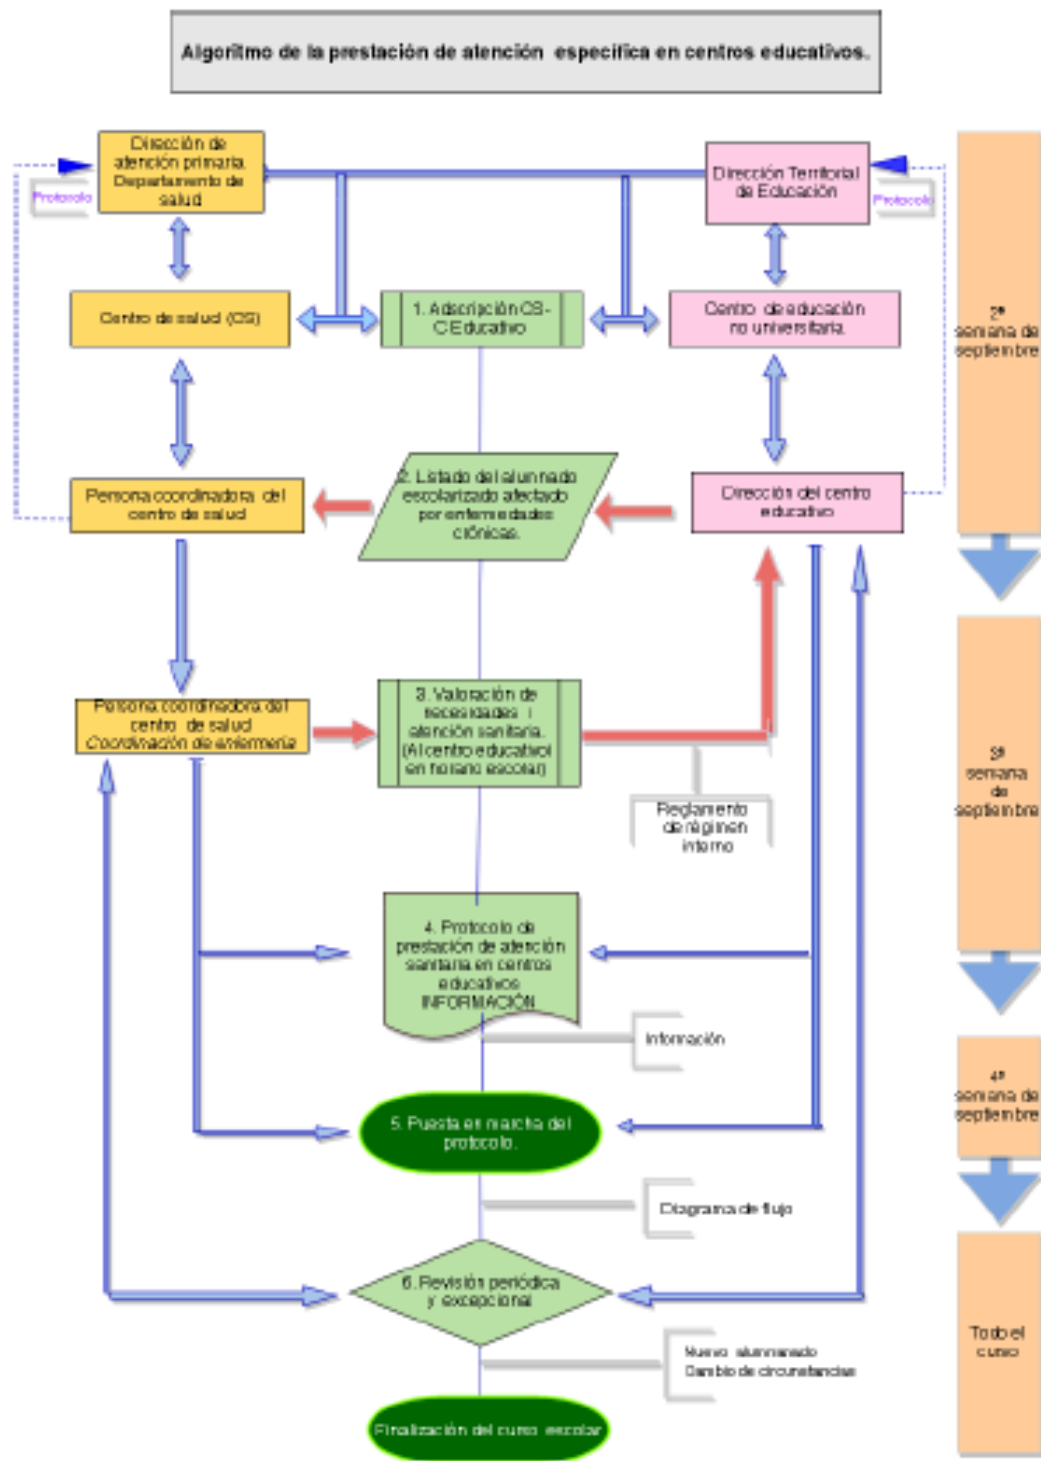 Algoritmo de la prestación de atención específica en centros educativos.
Dirección de
atención primaria
Departamento de
salud
Dirección Territorial
de Educación
Protocolo
Protocolo
Centro de salud (CS)
1. Adscripción CS-
C Educativo
Centro de educación
no universitaria.
2ª
semana de
septiembre
Persona coordinadora del
centro de salud
2. Listado del alumnado
escolarizado afectado
por enfermedades
crónicas.
Dirección del centro
educativo
Persona coordinadora del
centro de salud
Coordinación de enfermería
3. Valoración de
necesidades
atención sanitaria.
(Al centro educativo
en horario escolar)
3ª
semana
de
septiembre
Reglamento
de régimen
interno
4. Protocolo de
prestación de atención
sanitaria en centros
educativos
INFORMACIÓN
Información
4ª
semana de
septiembre
5. Puesta en marcha del
protocolo.
Diagrama de flujo
6. Revisión periódica
y excepcional
Nuevo alumnanado
Cambio de circunstancias
Todo el
curso
Finalización del curso escolar